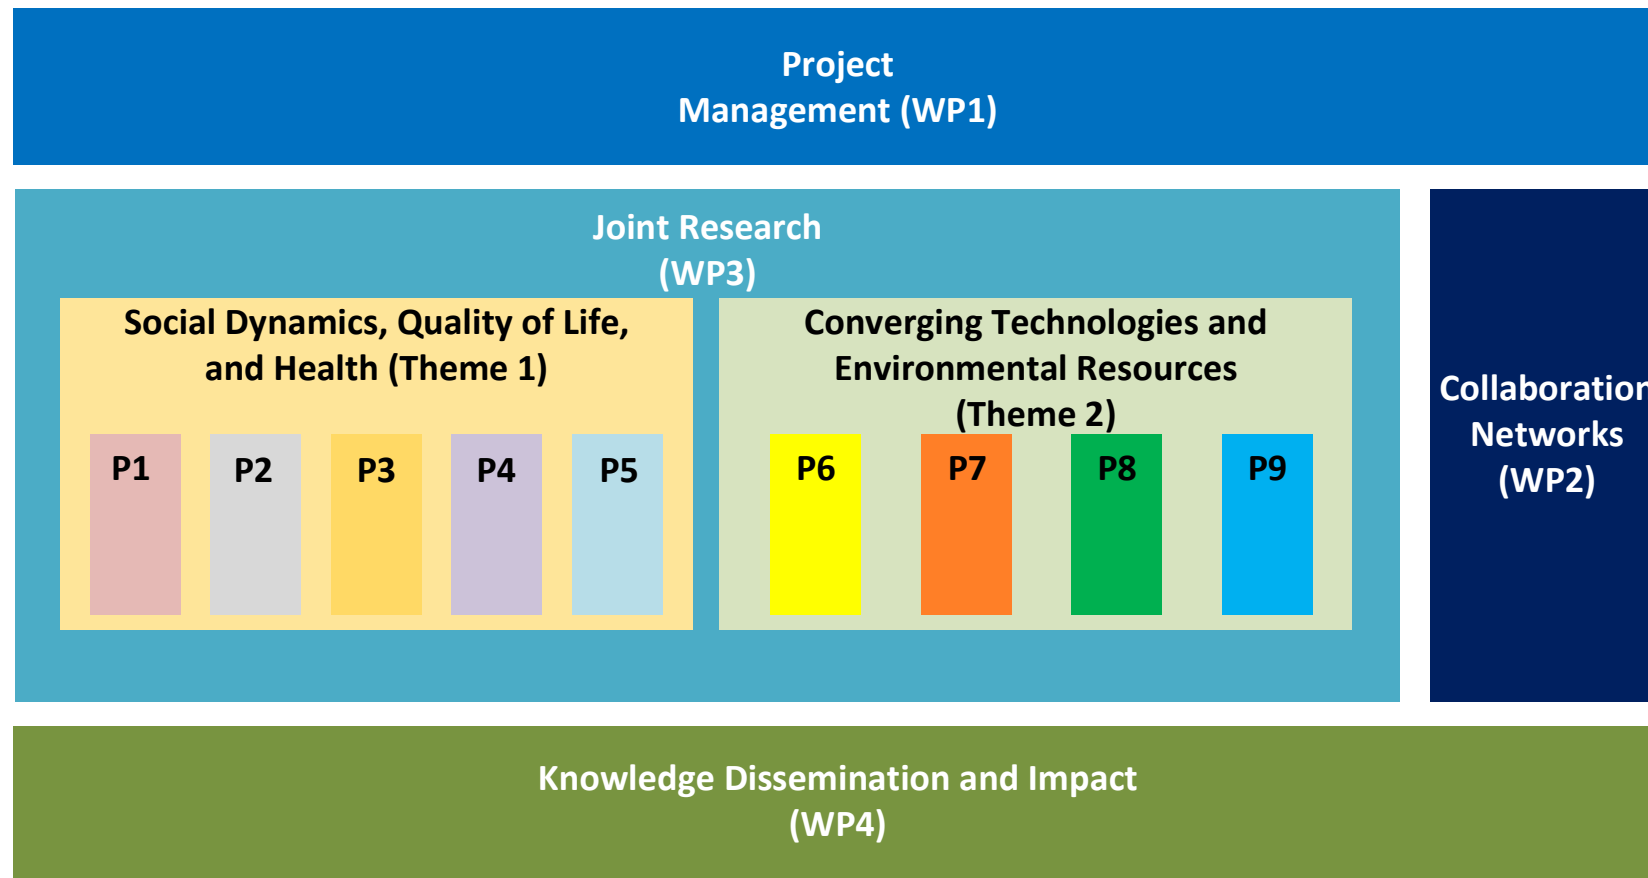 Project
Management (WP1)
Joint Research
(WP3)
Social Dynamics, Quality of Life,
and Health (Theme 1)
P1
P2
P3
P4
P5
Converging Technologies and
Environmental Resources
(Theme 2)
P6
P7
P8
P9
Collaboration
Networks
(WP2)
Knowledge Dissemination and Impact
(WP4)